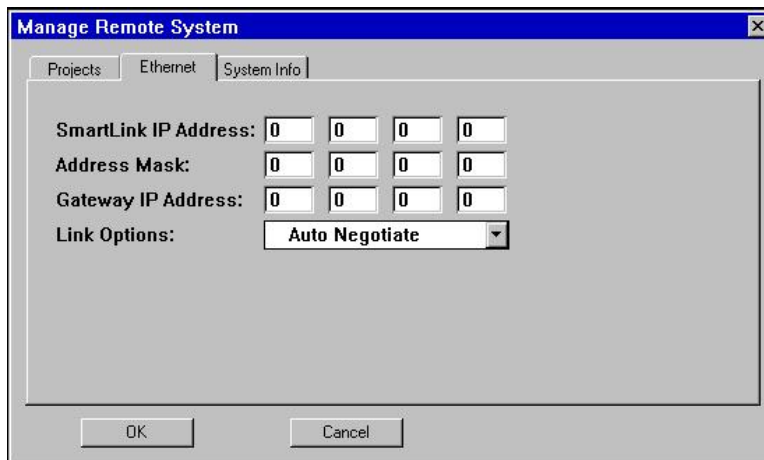 Manage Remote System
Projects Ethernet System Info
SmartLink IP Address: 0 0 0 0
Address Mask: 0 0 0 0
Gateway IP Address: 0 0 0 0
Link Options: Auto Negotiate
OK Cancel